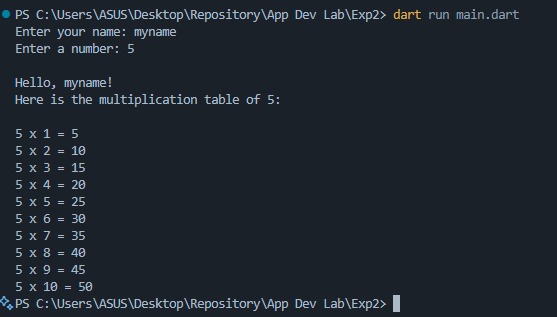 PS C:\Users\ASUS\Desktop\Repository\App Dev Lab\Exp2> dart run main.dart
Enter your name: myname
Enter a number: 5
Hello, myname!
Here is the multiplication table of 5:
5 x 1 = 5
5 x 2 = 10
5 x 3 = 15
5 x 4 = 20
5 x 5 = 25
5 x 6 = 30
5 x 7 = 35
5 x 8 = 40
5 x 9 = 45
5 x 10 = 50
PS C:\Users\ASUS\Desktop\Repository\App Dev Lab\Exp2>